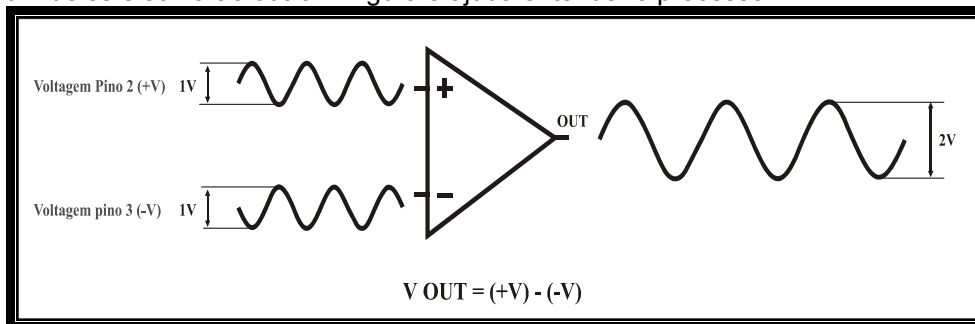 Voltagem Pino 2 (+V) 1V
+
OUT
2V
Voltagem pino 3 (-V) 1V
-
V OUT = (+V) - (-V)